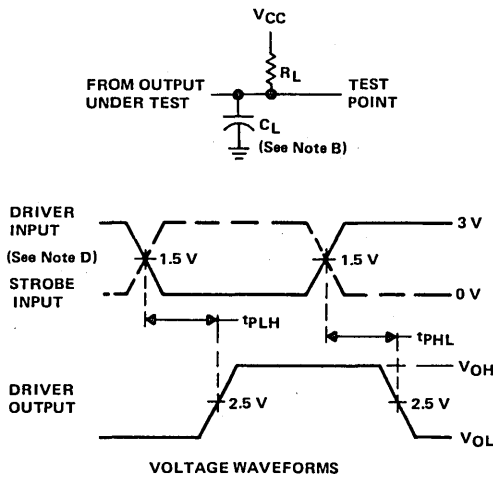 VCC
RL
FROM OUTPUT
UNDER TEST
TEST
POINT
CL
(See Note B)
DRIVER
INPUT
(See Note D)
STROBE
INPUT
1.5 V
1.5 V
3 V
0 V
tPLH
tPHL
DRIVER
OUTPUT
2.5 V
2.5 V
VOH
VOL
VOLTAGE WAVEFORMS